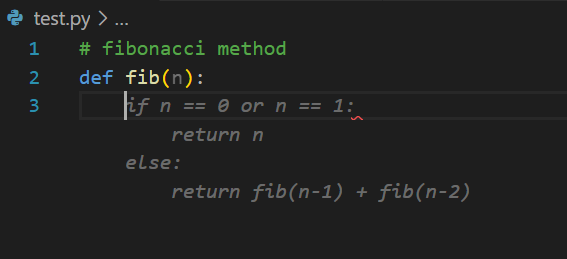 test.py > ...
1 # fibonacci method
2 def fib(n):
3     if n == 0 or n == 1:
        return n
    else:
        return fib(n-1) + fib(n-2)